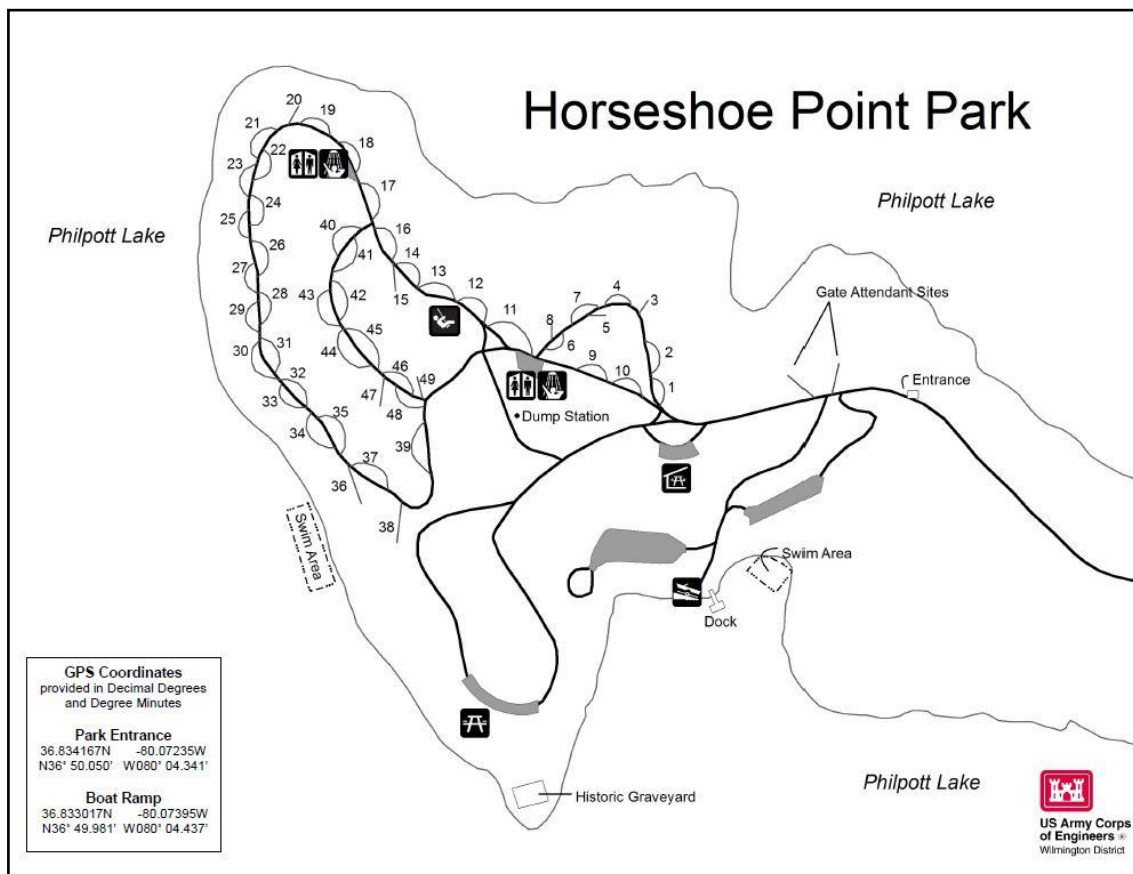 Horseshoe Point Park
Philpott Lake
Philpott Lake
20
19
21
22
18
23
17
24
25
40
16
26
41
14
27
13
12
28
43
42
15
11
7
4
3
29
8
5
45
6
2
30
31
44
9
46
49
10
32
47
1
33
48
35
39
34
37
36
38
Gate Attendant Sites
Entrance
Dump Station
Swim Area
Swim Area
Dock
Historic Graveyard
Philpott Lake
GPS Coordinates
provided in Decimal Degrees
and Degree Minutes
Park Entrance
36.834167N -80.07235W
N36° 50.050' W080° 04.341'
Boat Ramp
36.833017N -80.07395W
N36° 49.981' W080° 04.437'
US Army Corps
of Engineers ®
Wilmington District